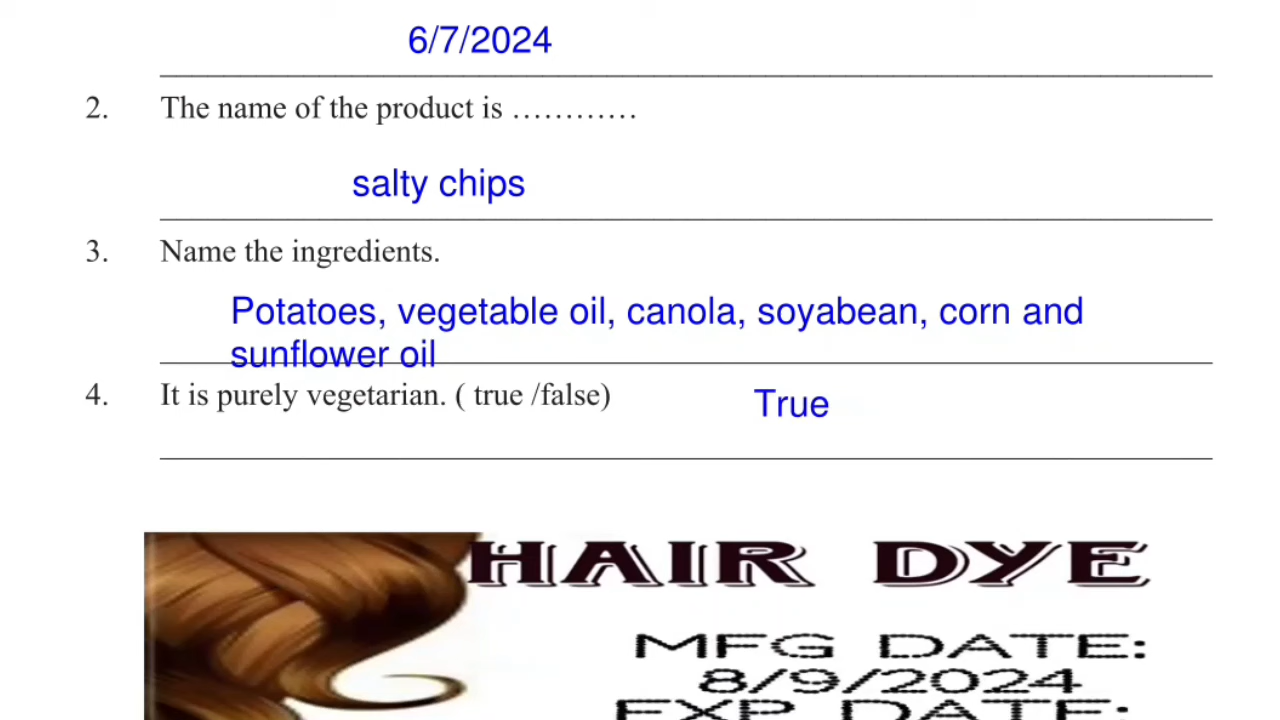 6/7/2024
2. The name of the product is …………
salty chips
3. Name the ingredients.
Potatoes, vegetable oil, canola, soyabean, corn and
sunflower oil
4. It is purely vegetarian. ( true /false) True
HAIR DYE
MFG DATE:
8/9/2024
EXP DATE: